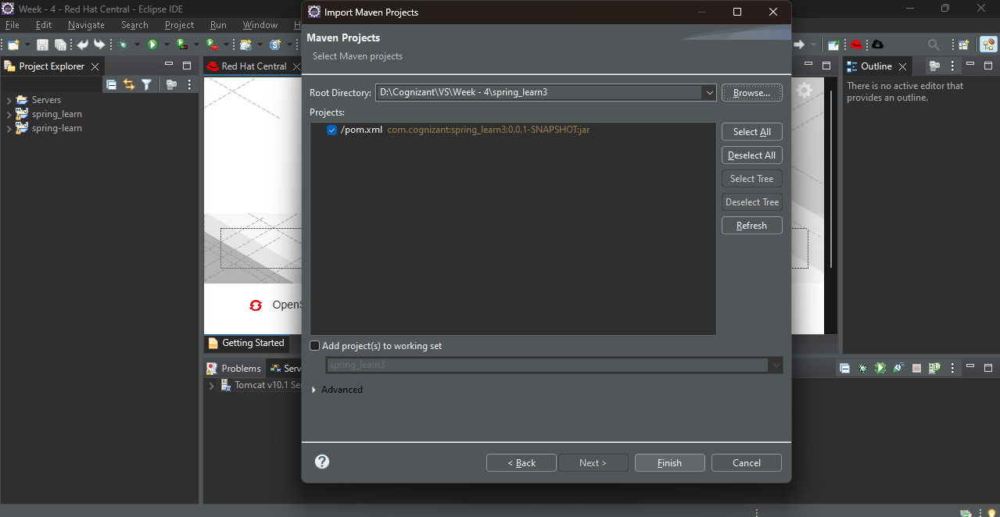 Week - 4 - Red Hat Central - Eclipse IDE
File Edit Navigate Search Project Run Window
Project Explorer
Servers
spring_learn
spring-learn
Red Hat Central
Getting Started
Problems
Tomcat v10.1
Import Maven Projects
Maven Projects
Select Maven projects
Root Directory: D:\Cognizant\VS\Week - 4\spring_learn3 Browse...
Projects:
/pom.xml com.cognizant:spring_learn3:0.0.1-SNAPSHOT:jar
Select All
Deselect All
Select Tree
Deselect Tree
Refresh
Add project(s) to working set
spring_learn3
Advanced
< Back Next > Finish Cancel
Outline
There is no active editor that
provides an outline.